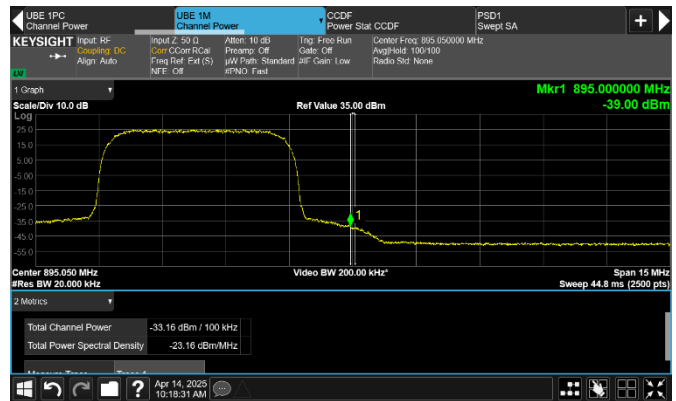 UBE 1PC
Channel Power
UBE 1M
Channel Power
CCDF
Power Stat CCDF
PSD1
Swept SA
KEYSIGHT
Input: RF
Coupling: DC
Align: Auto
Input Z: 50 Ω
Corr CCorr RCal
Freq Ref: Ext (S)
NFE: Off
Atten: 10 dB
Preamp: Off
µW Path: Standard
#PNO: Fast
Trig: Free Run
Gate: Off
#IF Gain: Low
Center Freq: 895.050000 MHz
Avg|Hold: 100/100
Radio Std: None
LXI
1 Graph
Mkr1 895.000000 MHz
Scale/Div 10.0 dB
Ref Value 35.00 dBm
-39.00 dBm
Log
25.0
15.0
5.00
-5.00
-15.0
-25.0
-35.0
-45.0
-55.0
1
Center 895.050 MHz
Video BW 200.00 kHz*
Span 15 MHz
#Res BW 20.000 kHz
Sweep 44.8 ms (2500 pts)
2 Metrics
Total Channel Power
-33.16 dBm / 100 kHz
Total Power Spectral Density
-23.16 dBm/MHz
?
Apr 14, 2025
10:18:31 AM